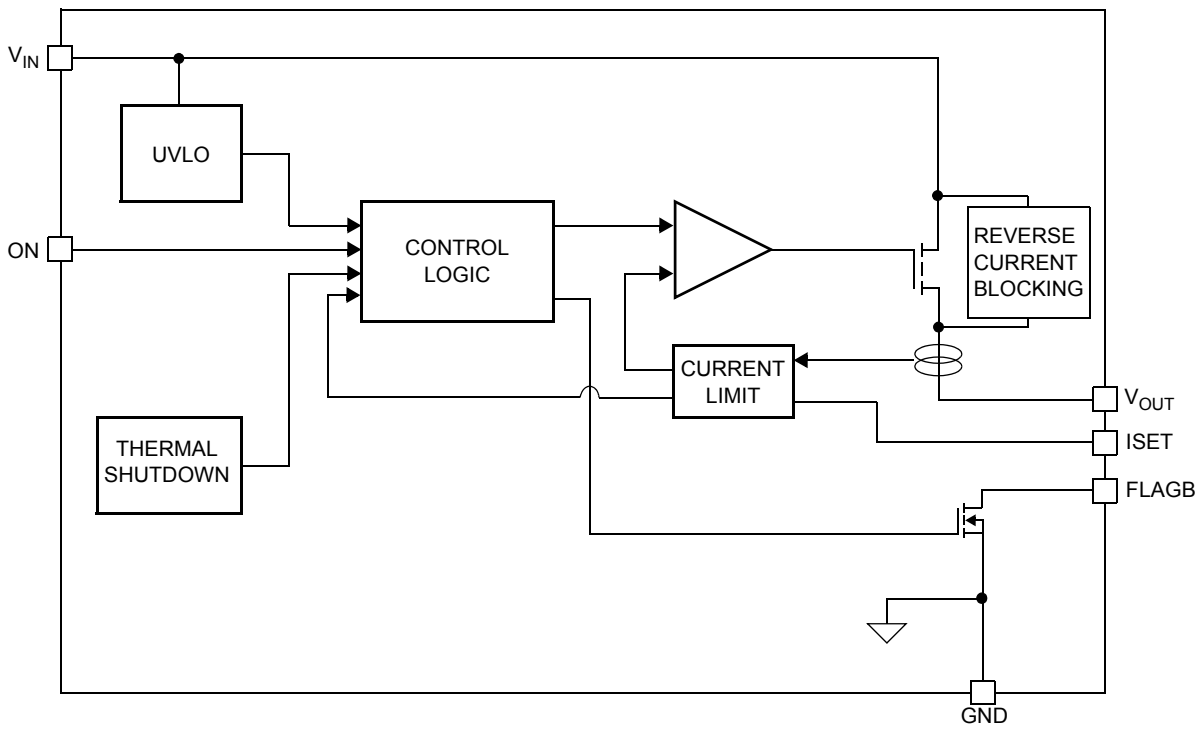 VIN
UVLO
ON
CONTROL
LOGIC
REVERSE
CURRENT
BLOCKING
CURRENT
LIMIT
VOUT
THERMAL
SHUTDOWN
ISET
FLAGB
GND